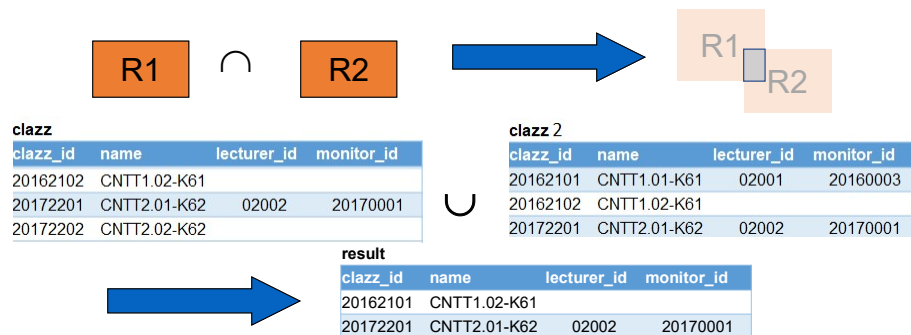 R1 ∩ R2 R1
R2
clazz
clazz_id name lecturer_id monitor_id
20162102 CNTT1.02-K61
20172201 CNTT2.01-K62 02002 20170001
20172202 CNTT2.02-K62
∪
clazz 2
clazz_id name lecturer_id monitor_id
20162101 CNTT1.01-K61 02001 20160003
20162102 CNTT1.02-K61
20172201 CNTT2.01-K62 02002 20170001
result
clazz_id name lecturer_id monitor_id
20162101 CNTT1.02-K61
20172201 CNTT2.01-K62 02002 20170001